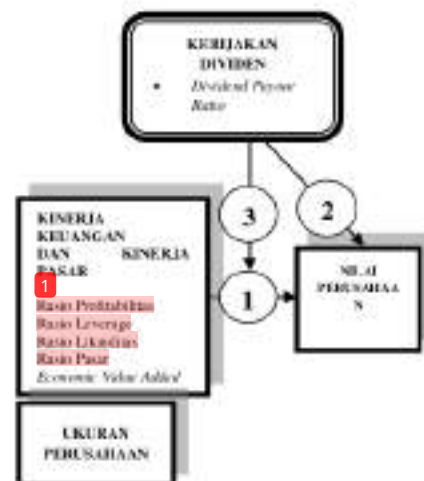 KEBIJAKAN
DIVIDEN
• Dividend Payout
Ratio
3
2
KINERJA
KEUANGAN
DAN KINERJA
PASAR
1
Rasio Profitabilitas
Rasio Leverage
Rasio Likuiditas
Rasio Pasar
Economic Value Added
1
NILAI
PERUSAHAA
N
UKURAN
PERUSAHAAN